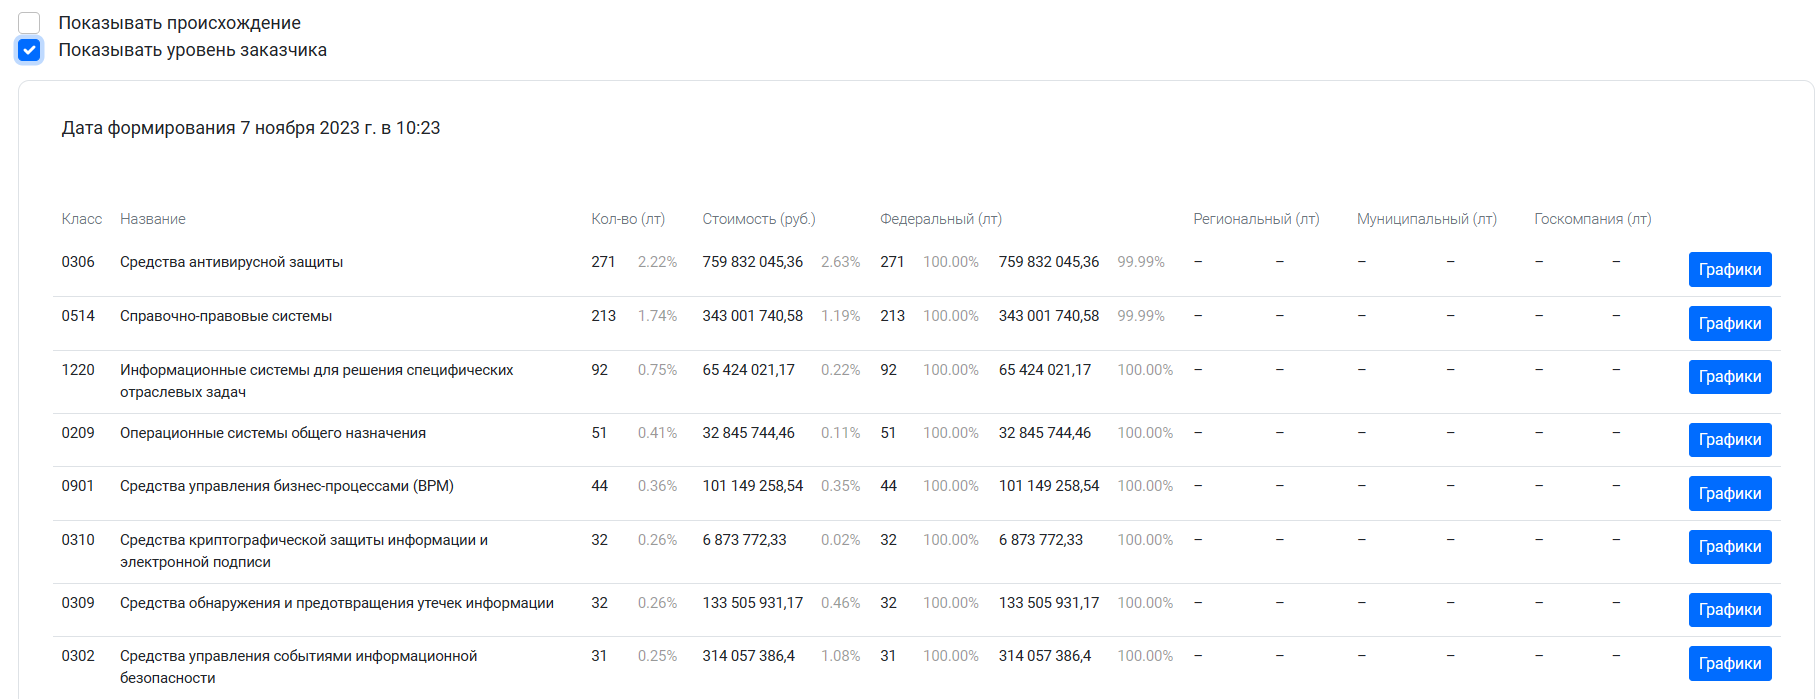 Показывать происхождение
Показывать уровень заказчика
Дата формирования 7 ноября 2023 г. в 10:23
Класс Название Кол-во (лт) Стоимость (руб.) Федеральный (лт) Региональный (лт) Муниципальный (лт) Госкомпания (лт)
0306 Средства антивирусной защиты 271 2.22% 759 832 045,36 2.63% 271 100.00% 759 832 045,36 99.99% – – – – – – Графики
0514 Справочно-правовые системы 213 1.74% 343 001 740,58 1.19% 213 100.00% 343 001 740,58 99.99% – – – – – – Графики
1220 Информационные системы для решения специфических 92 0.75% 65 424 021,17 0.22% 92 100.00% 65 424 021,17 100.00% – – – – – – Графики
отраслевых задач
0209 Операционные системы общего назначения 51 0.41% 32 845 744,46 0.11% 51 100.00% 32 845 744,46 100.00% – – – – – – Графики
0901 Средства управления бизнес-процессами (BPM) 44 0.36% 101 149 258,54 0.35% 44 100.00% 101 149 258,54 100.00% – – – – – – Графики
0310 Средства криптографической защиты информации и 32 0.26% 6 873 772,33 0.02% 32 100.00% 6 873 772,33 100.00% – – – – – – Графики
электронной подписи
0309 Средства обнаружения и предотвращения утечек информации 32 0.26% 133 505 931,17 0.46% 32 100.00% 133 505 931,17 100.00% – – – – – – Графики
0302 Средства управления событиями информационной 31 0.25% 314 057 386,4 1.08% 31 100.00% 314 057 386,4 100.00% – – – – – – Графики
безопасности